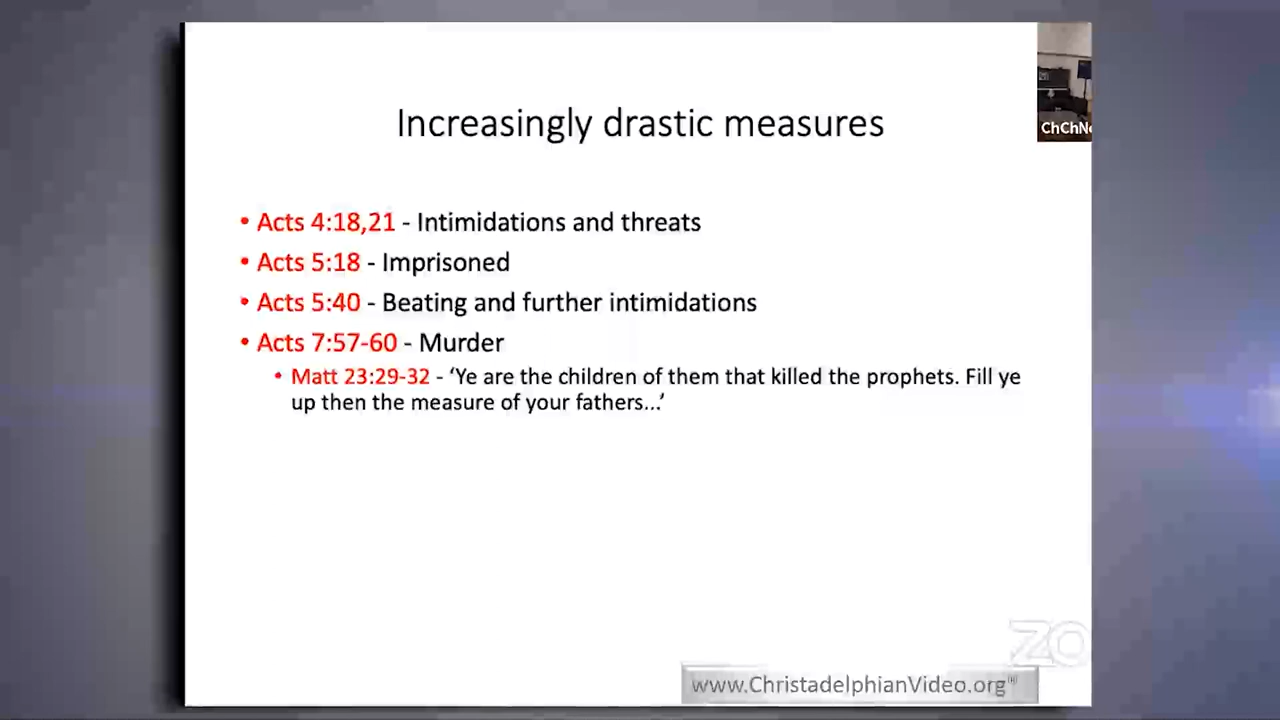 Increasingly drastic measures
ChChN
• Acts 4:18,21 - Intimidations and threats
• Acts 5:18 - Imprisoned
• Acts 5:40 - Beating and further intimidations
• Acts 7:57-60 - Murder
• Matt 23:29-32 - ‘Ye are the children of them that killed the prophets. Fill ye
up then the measure of your fathers...’
ZO
www.ChristadelphianVideo.org